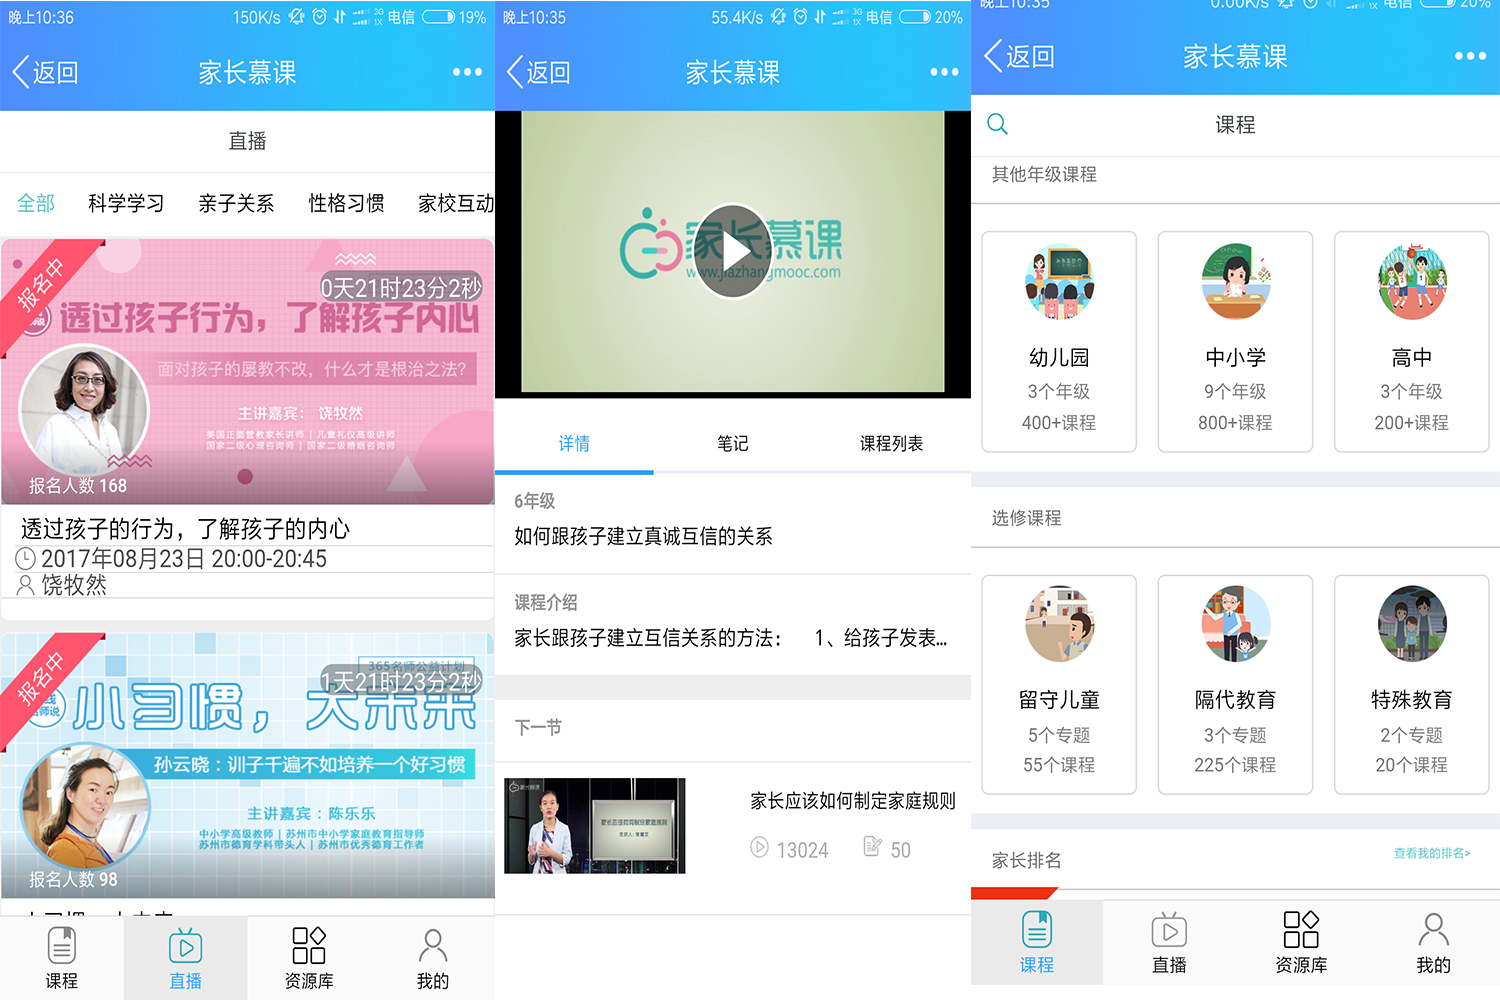 晚上10:36
150K/s
3G
1X
电信
19%
返回
家长慕课
直播
全部
科学学习
亲子关系
性格习惯
家校互动
报名中
0天21时23分2秒
透过孩子行为，了解孩子内心
面对孩子的屡教不改，什么才是根治之法？
主讲嘉宾： 饶牧然
美国正面管教家长讲师 | 儿童礼仪高级讲师
国家二级心理咨询师 | 国家二级婚姻咨询师
报名人数 168
透过孩子的行为，了解孩子的内心
2017年08月23日 20:00-20:45
饶牧然
报名中
365名师公益计划
1天21时23分2秒
小习惯，大未来
孙云晓：训子千遍不如培养一个好习惯
主讲嘉宾：陈乐乐
中小学高级教师 | 苏州市中小学家庭教育指导师
苏州市德育学科带头人 | 苏州市优秀德育工作者
报名人数 98
课程
直播
资源库
我的
晚上10:35
55.4K/s
3G
1X
电信
20%
返回
家长慕课
家长慕课
www.jiazhangmooc.com
详情
笔记
课程列表
6年级
如何跟孩子建立真诚互信的关系
课程介绍
家长跟孩子建立互信关系的方法： 1、给孩子发表...
下一节
家长慕课
家长应该如何制定家庭规则
家长应该如何制定家庭规则
13024
50
晚上10:35
0.00K/s
1X
电信
20%
返回
家长慕课
课程
其他年级课程
幼儿园
3个年级
400+课程
中小学
9个年级
800+课程
高中
3个年级
200+课程
选修课程
留守儿童
5个专题
55个课程
隔代教育
3个专题
225个课程
特殊教育
2个专题
20个课程
家长排名
查看我的排名>
课程
直播
资源库
我的